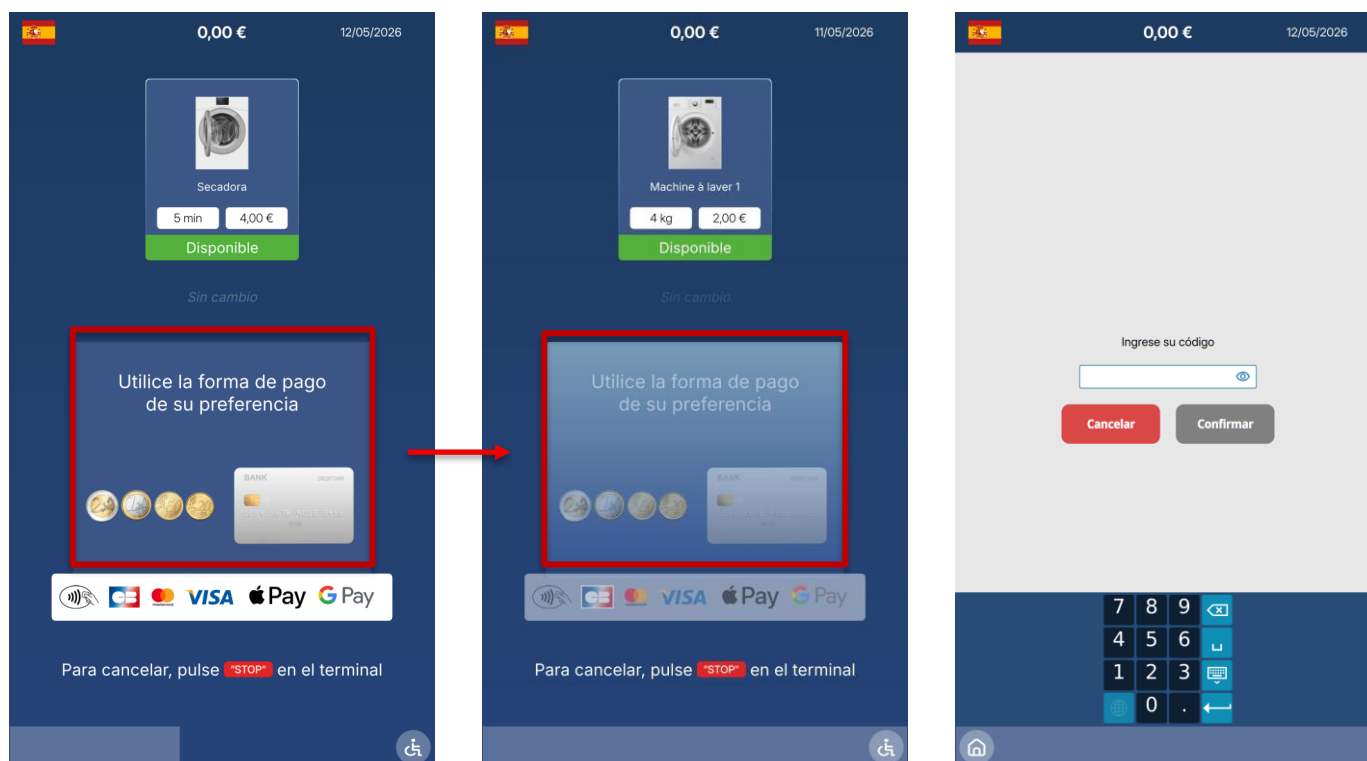 0,00 €
12/05/2026
Secadora
5 min
4,00 €
Disponible
Sin cambio
Utilice la forma de pago
de su preferencia
BANK
CREDIT CARD
VISA
Pay
G Pay
Para cancelar, pulse "STOP" en el terminal
0,00 €
11/05/2026
Machine à laver 1
4 kg
2,00 €
Disponible
Sin cambio
Utilice la forma de pago
de su preferencia
BANK
VISA
Pay
G Pay
Para cancelar, pulse "STOP" en el terminal
0,00 €
12/05/2026
Ingrese su código
Cancelar
Confirmar
7 8 9
4 5 6
1 2 3
0 .